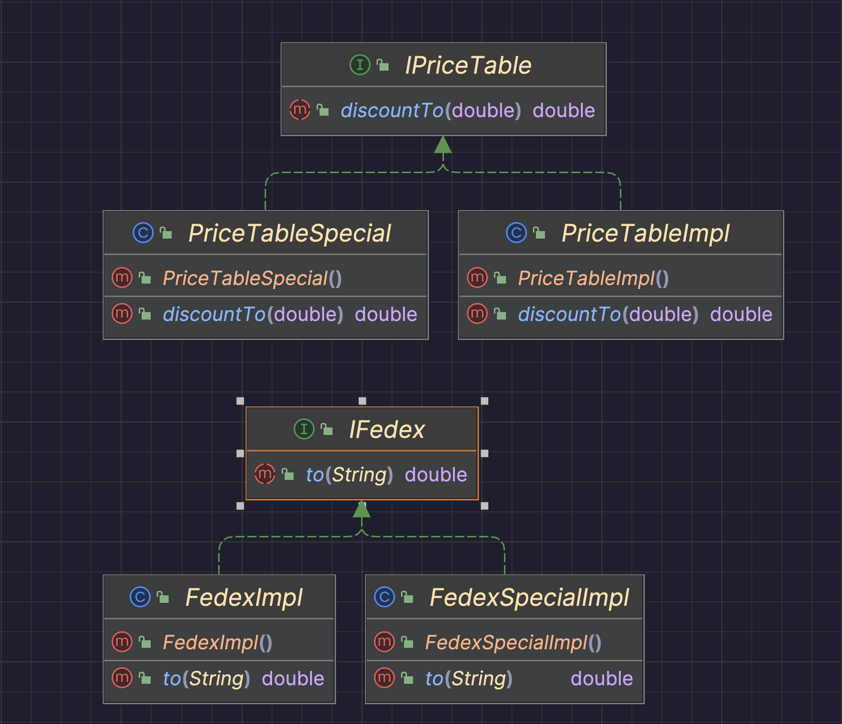 I IPriceTable
m discountTo(double) double
C PriceTableSpecial
m PriceTableSpecial()
m discountTo(double) double
C PriceTableImpl
m PriceTableImpl()
m discountTo(double) double
I IFedex
m to(String) double
C FedexImpl
m FedexImpl()
m to(String) double
C FedexSpecialImpl
m FedexSpecialImpl()
m to(String) double